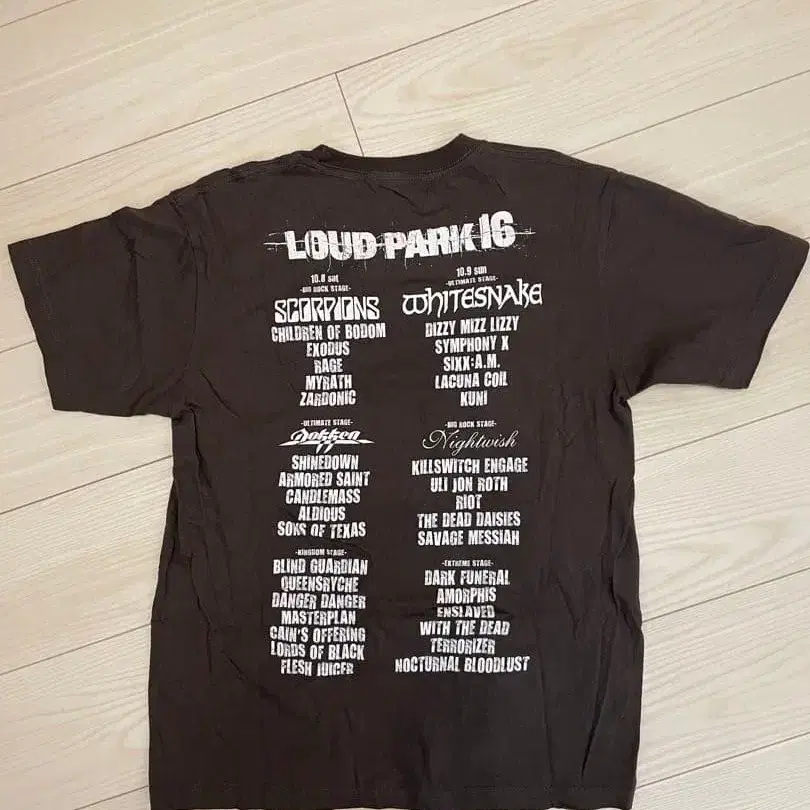 LOUD PARK 16
10.8 sat
-BIG ROCK STAGE-
SCORPIONS
CHILDREN OF BODOM
EXODUS
RAGE
MYRATH
ZARDONIC
-ULTIMATE STAGE-
Dokken
SHINEDOWN
ARMORED SAINT
CANDLEMASS
ALDIOUS
SONS OF TEXAS
-KINGDOM STAGE-
BLIND GUARDIAN
QUEENSRYCHE
DANGER DANGER
MASTERPLAN
CAIN'S OFFERING
LORDS OF BLACK
FLESH JUICER
10.9 sun
-ULTIMATE STAGE-
WHITESNAKE
DIZZY MIZZ LIZZY
SYMPHONY X
SIXX:A.M.
LACUNA COIL
KUNI
-BIG ROCK STAGE-
Nightwish
KILLSWITCH ENGAGE
ULI JON ROTH
RIOT
THE DEAD DAISIES
SAVAGE MESSIAH
-EXTREME STAGE-
DARK FUNERAL
AMORPHIS
ENSLAVED
WITH THE DEAD
TERRORIZER
NOCTURNAL BLOODLUST